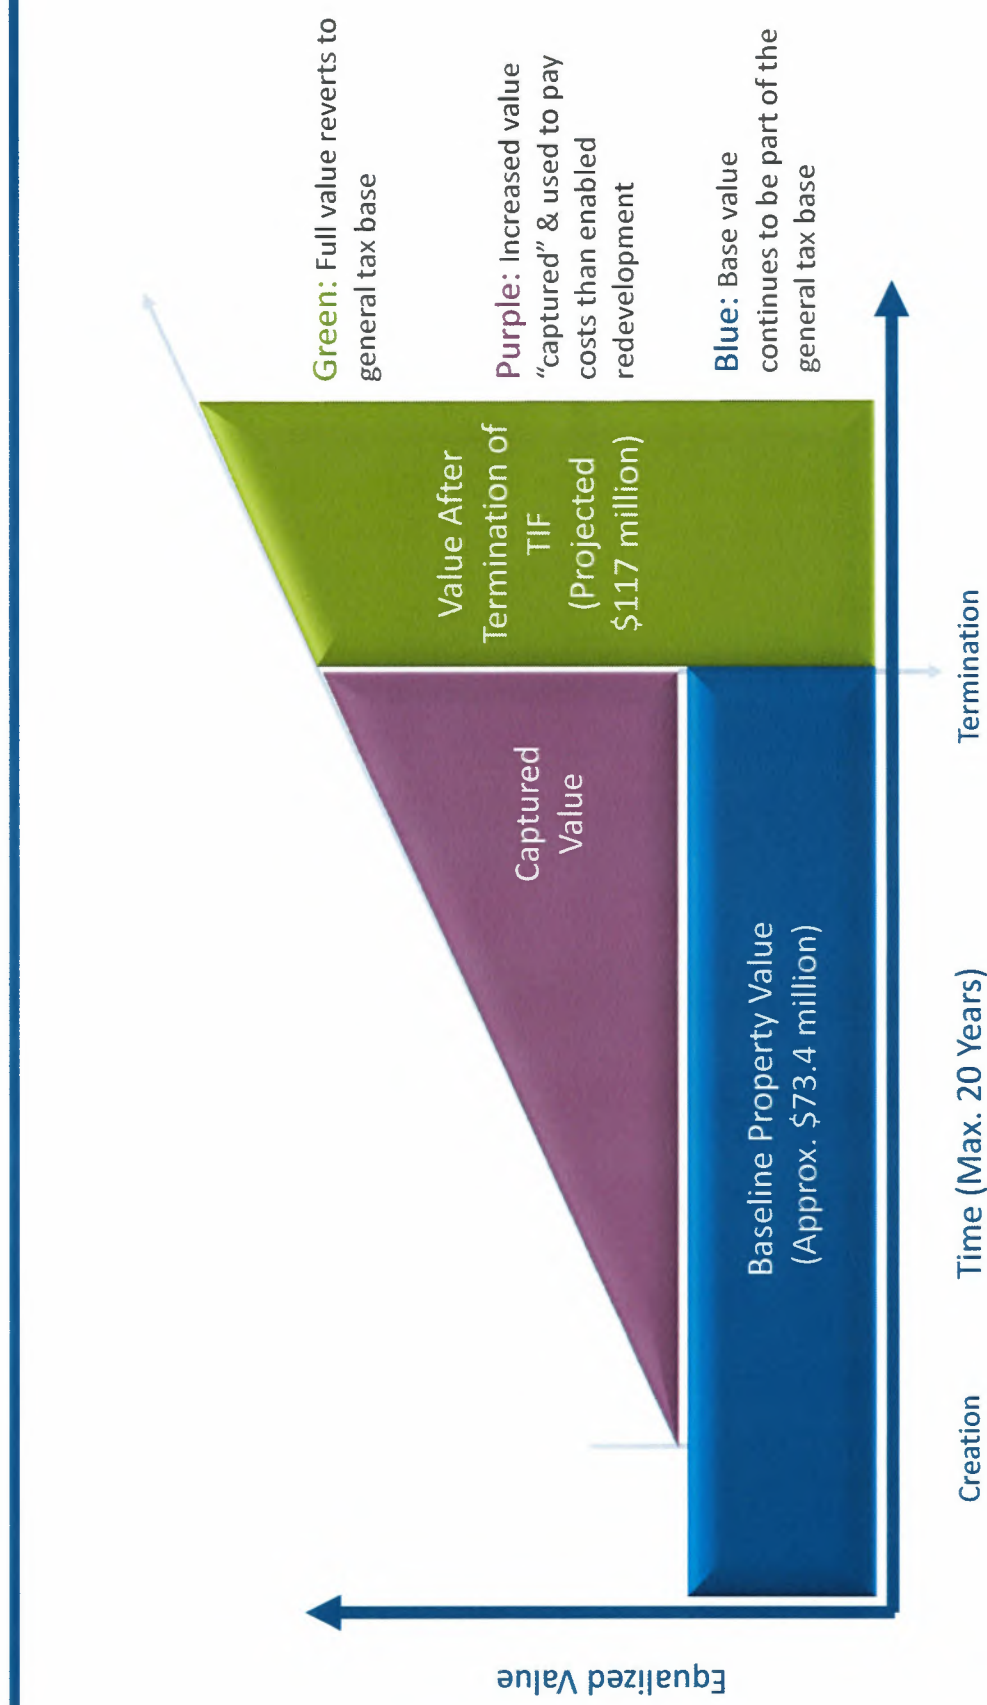 Equalized Value
Captured
Value
Baseline Property Value
(Approx. $73.4 million)
Value After
Termination of
TIF
(Projected
$117 million)
Green: Full value reverts to
general tax base
Purple: Increased value
"captured" & used to pay
costs than enabled
redevelopment
Blue: Base value
continues to be part of the
general tax base
Creation
Time (Max. 20 Years)
Termination